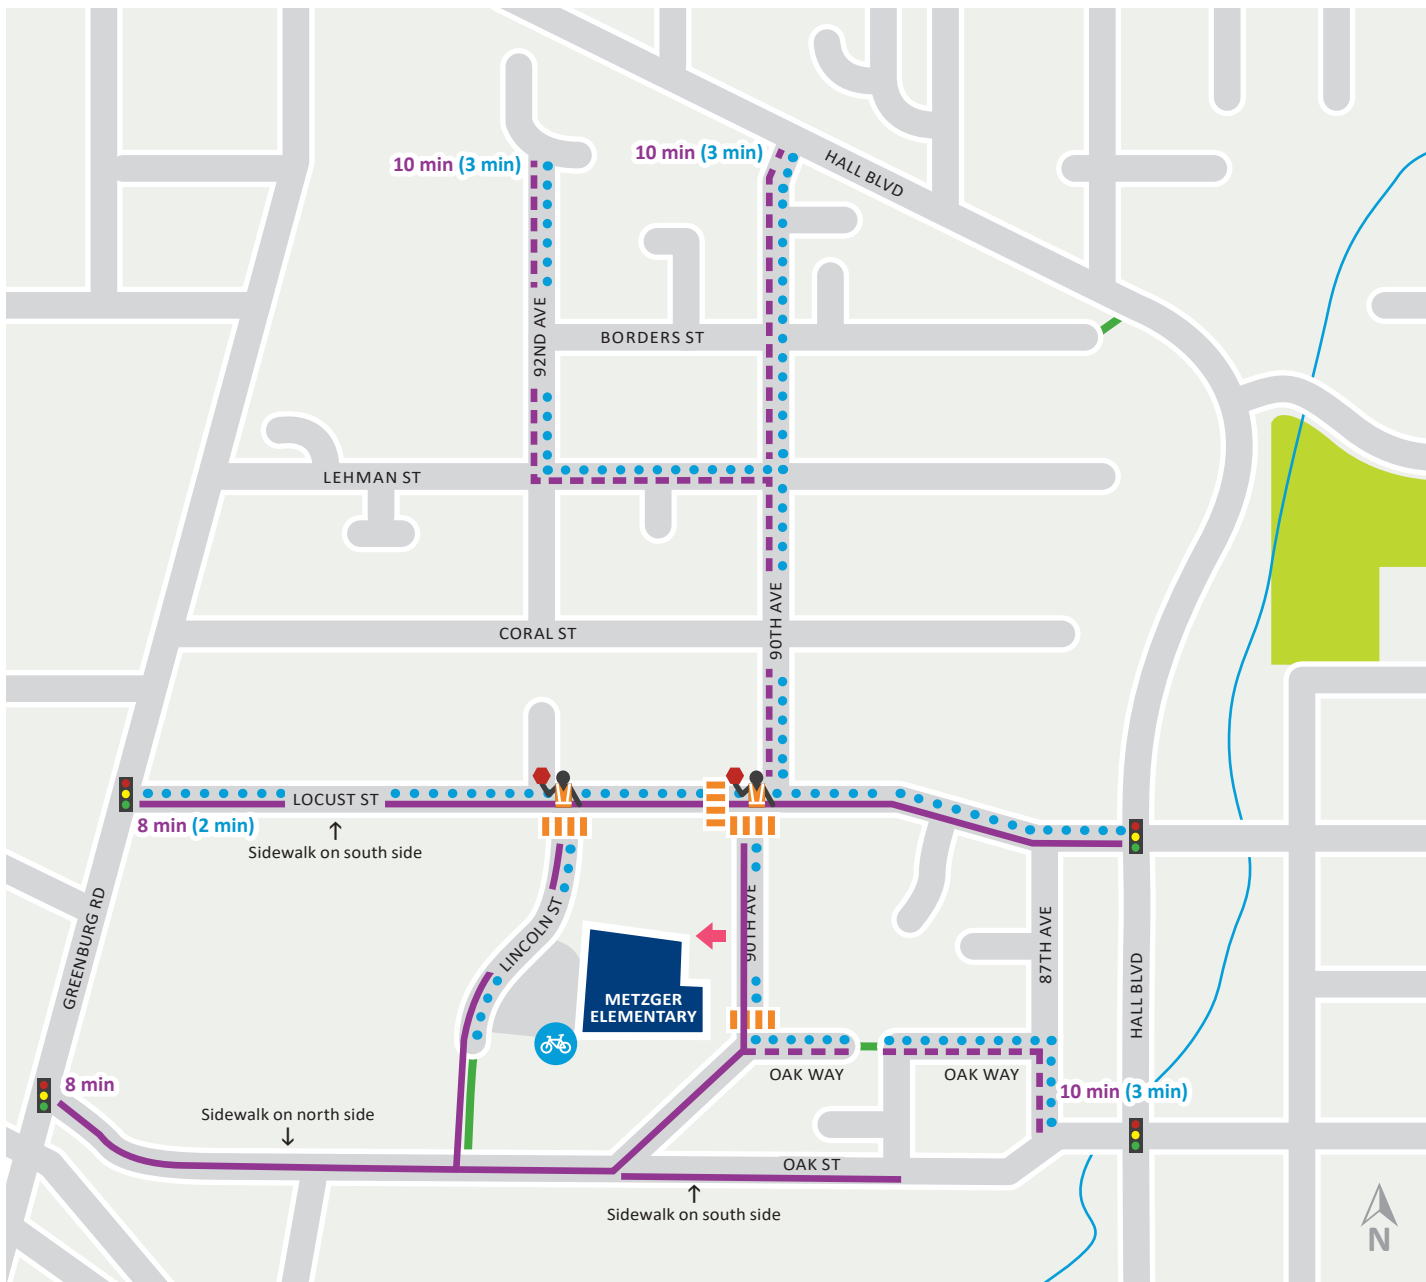 10 min (3 min)
10 min (3 min)
HALL BLVD
92ND AVE
BORDERS ST
LEHMAN ST
90TH AVE
CORAL ST
LOCUST ST
8 min (2 min)
Sidewalk on south side
GREENBURG RD
LINCOLN ST
90TH AVE
87TH AVE
HALL BLVD
METZGER
ELEMENTARY
OAK WAY
OAK WAY
8 min
10 min (3 min)
Sidewalk on north side
OAK ST
Sidewalk on south side
N